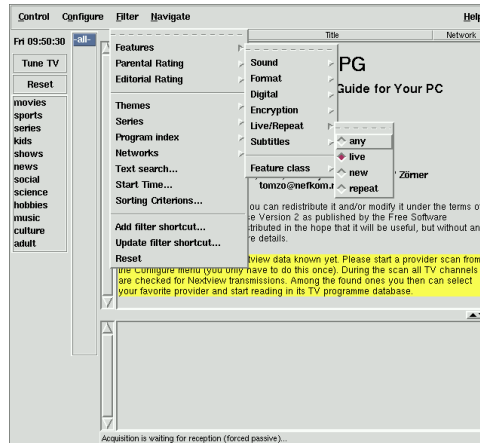 Control Configure Filter Navigate Help
Fri 09:50:30
Tune TV
Reset
movies
sports
series
kids
shows
news
social
science
hobbies
music
culture
adult
-all-
Title Network
Features
Parental Rating
Editorial Rating
Themes
Series
Program index
Networks
Text search...
Start Time...
Sorting Criterions...
Add filter shortcut...
Update filter shortcut...
Reset
Sound
Format
Digital
Encryption
Live/Repeat
Subtitles
Feature class
any
live
new
repeat
PG
Guide for Your PC
Zörner
tomzo@nefkom.
ou can redistribute it and/or modify it under the terms o
e Version 2 as published by the Free Software
tributed in the hope that it will be useful, but without an
re details.
tview data known yet. Please start a provider scan from
the Configure menu (you only have to do this once). During the scan all TV channels
are checked for Nextview transmissions. Among the found ones you then can select
your favorite provider and start reading in its TV programme database.
Acquisition is waiting for reception (forced passive)...